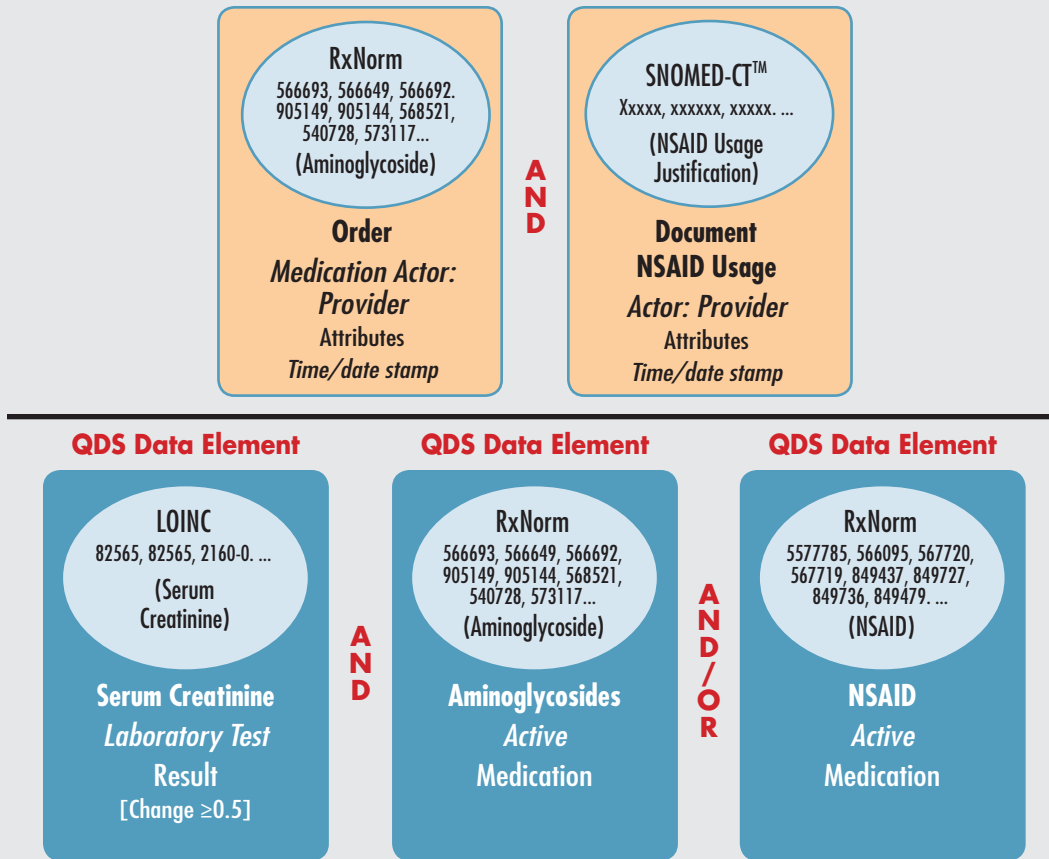 RxNorm
566693, 566649, 566692.
905149, 905144, 568521,
540728, 573117...
(Aminoglycoside)
Order
Medication Actor:
Provider
Attributes
Time/date stamp
AND
SNOMED-CT™
Xxxxx, xxxxxx, xxxxx. ...
(NSAID Usage
Justification)
Document
NSAID Usage
Actor: Provider
Attributes
Time/date stamp
QDS Data Element
LOINC
82565, 82565, 2160-0. ...
(Serum
Creatinine)
Serum Creatinine
Laboratory Test
Result
[Change ≥0.5]
AND
QDS Data Element
RxNorm
566693, 566649, 566692,
905149, 905144, 568521,
540728, 573117...
(Aminoglycoside)
Aminoglycosides
Active
Medication
AND/OR
QDS Data Element
RxNorm
5577785, 566095, 567720,
567719, 849437, 849727,
849736, 849479. ...
(NSAID)
NSAID
Active
Medication